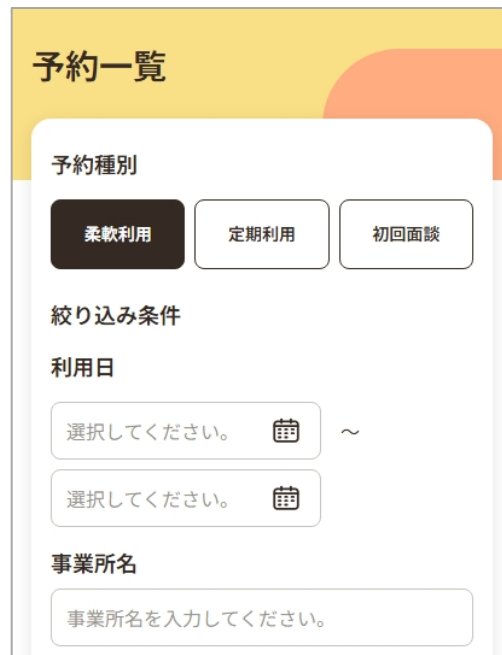 予約一覧
予約種別
柔軟利用 定期利用 初回面談
絞り込み条件
利用日
選択してください。 ～
選択してください。
事業所名
事業所名を入力してください。